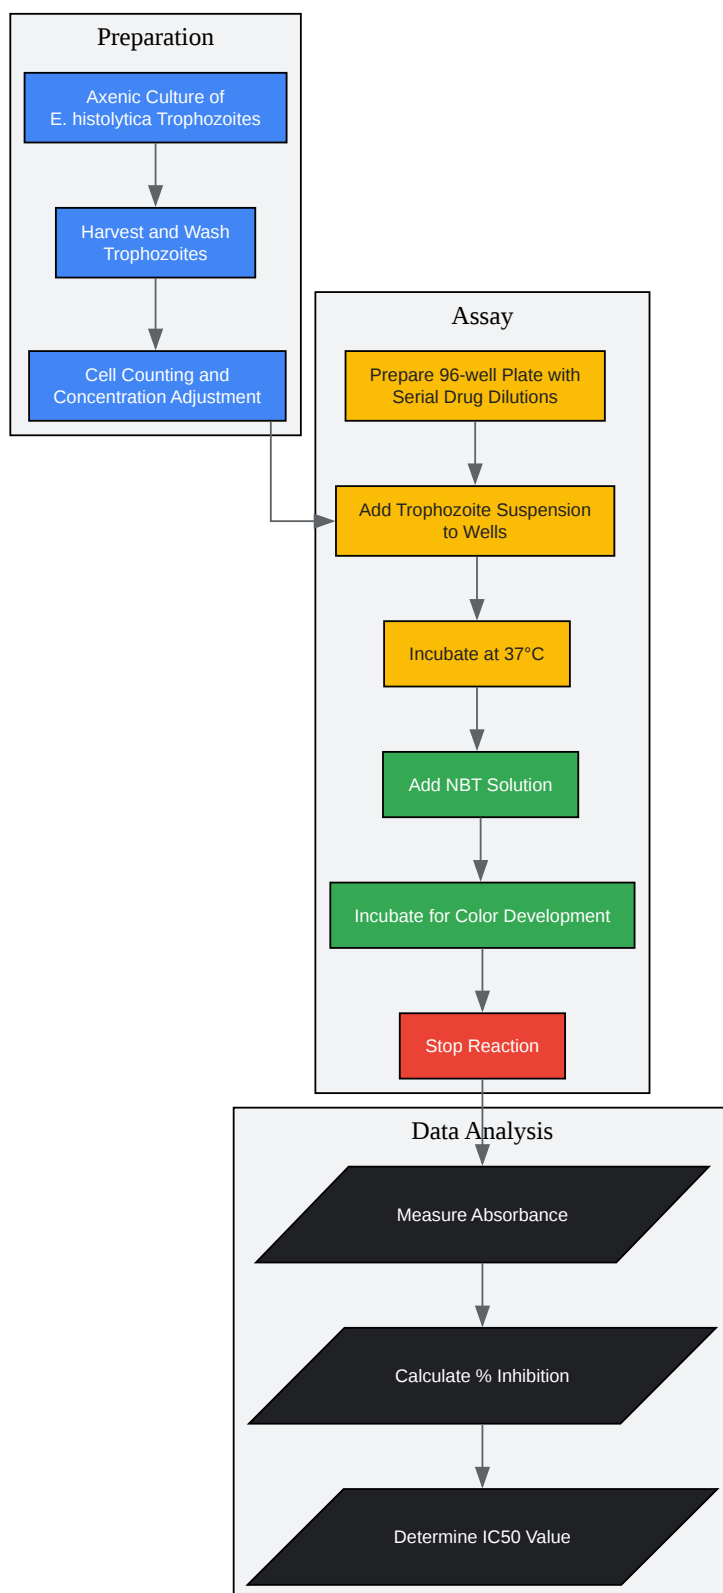 Preparation
Axenic Culture of
E. histolytica Trophozoites
Harvest and Wash
Trophozoites
Cell Counting and
Concentration Adjustment
Assay
Prepare 96-well Plate with
Serial Drug Dilutions
Add Trophozoite Suspension
to Wells
Incubate at 37°C
Add NBT Solution
Incubate for Color Development
Stop Reaction
Data Analysis
Measure Absorbance
Calculate % Inhibition
Determine IC50 Value